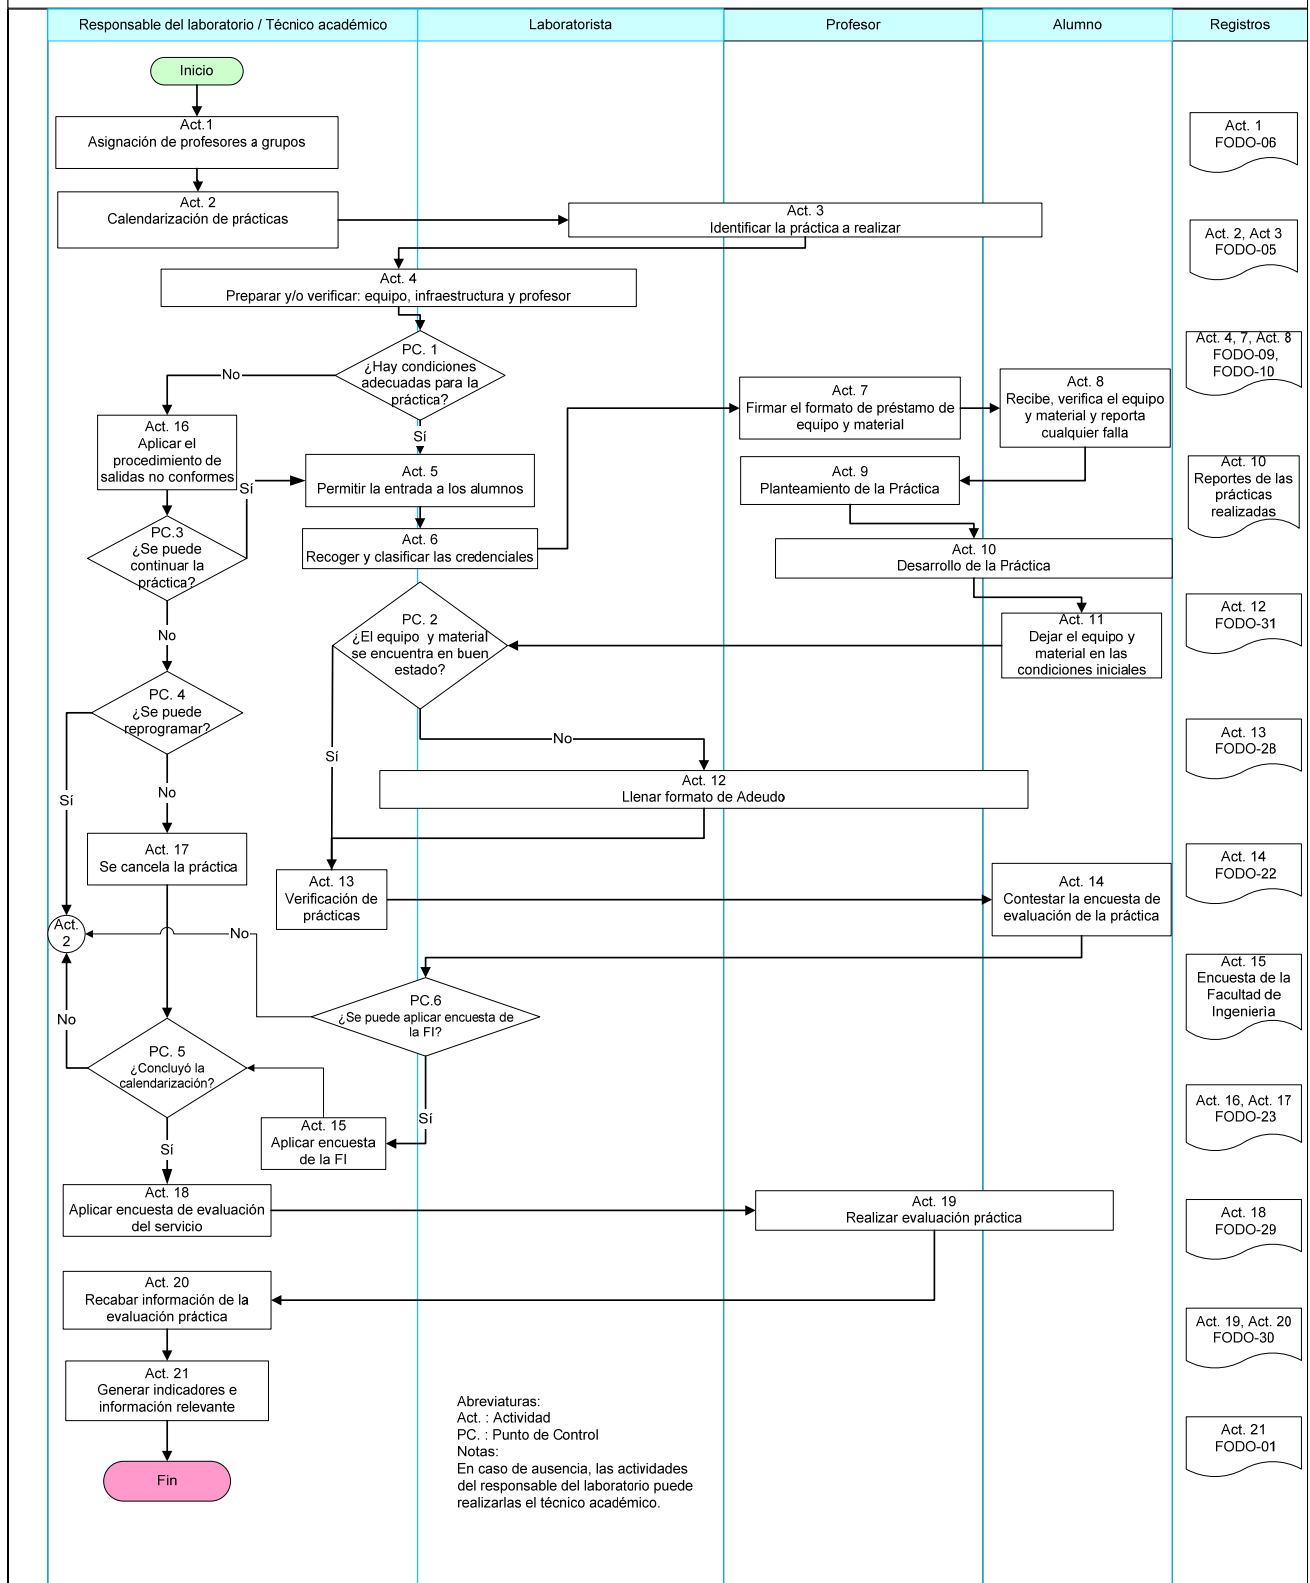 Responsable del laboratorio / Técnico académico
Laboratorista
Profesor
Alumno
Registros
Inicio
Act.1
Asignación de profesores a grupos
Act. 2
Calendarización de prácticas
Act. 3
Identificar la práctica a realizar
Act. 4
Preparar y/o verificar: equipo, infraestructura y profesor
PC. 1
¿Hay condiciones
adecuadas para la
práctica?
No
Sí
Act. 16
Aplicar el
procedimiento de
salidas no conformes
Sí
Act. 5
Permitir la entrada a los alumnos
Act. 6
Recoger y clasificar las credenciales
Act. 7
Firmar el formato de préstamo de
equipo y material
Act. 8
Recibe, verifica el equipo
y material y reporta
cualquier falla
Act. 9
Planteamiento de la Práctica
Act. 10
Desarrollo de la Práctica
Act. 11
Dejar el equipo y
material en las
condiciones iniciales
PC.3
¿Se puede
continuar la
práctica?
No
PC. 2
¿El equipo y material
se encuentra en buen
estado?
No
Sí
PC. 4
¿Se puede
reprogramar?
No
Sí
Act. 12
Llenar formato de Adeudo
Act. 17
Se cancela la práctica
Act. 13
Verificación de
prácticas
Act. 14
Contestar la encuesta de
evaluación de la práctica
Act.
2
No
PC.6
¿Se puede aplicar encuesta de
la FI?
Sí
No
PC. 5
¿Concluyó la
calendarización?
Sí
Act. 15
Aplicar encuesta
de la FI
Act. 18
Aplicar encuesta de evaluación
del servicio
Act. 19
Realizar evaluación práctica
Act. 20
Recabar información de la
evaluación práctica
Act. 21
Generar indicadores e
información relevante
Fin
Abreviaturas:
Act. : Actividad
PC. : Punto de Control
Notas:
En caso de ausencia, las actividades
del responsable del laboratorio puede
realizarlas el técnico académico.
Act. 1
FODO-06
Act. 2, Act 3
FODO-05
Act. 4, 7, Act. 8
FODO-09,
FODO-10
Act. 10
Reportes de las
prácticas
realizadas
Act. 12
FODO-31
Act. 13
FODO-28
Act. 14
FODO-22
Act. 15
Encuesta de la
Facultad de
Ingeniería
Act. 16, Act. 17
FODO-23
Act. 18
FODO-29
Act. 19, Act. 20
FODO-30
Act. 21
FODO-01